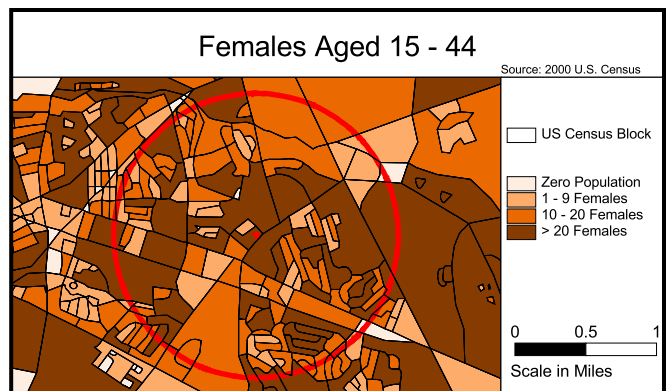 Females Aged 15 - 44
Source: 2000 U.S. Census
US Census Block
Zero Population
1 - 9 Females
10 - 20 Females
> 20 Females
0 0.5 1
Scale in Miles